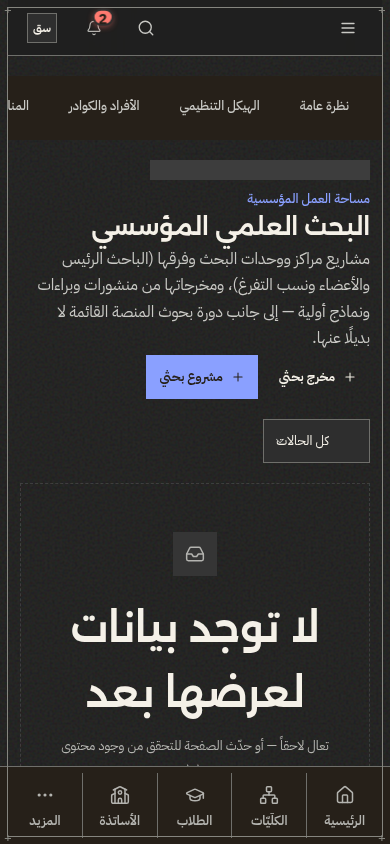 2
سق
نظرة عامة
الهيكل التنظيمي
الأفراد والكوادر
المنا
مساحة العمل المؤسسية
البحث العلمي المؤسسي
مشاريع مراكز ووحدات البحث وفرقها (الباحث الرئيس
والأعضاء ونسب التفرغ)، ومخرجاتها من منشورات وبراءات
ونماذج أولية — إلى جانب دورة بحوث المنصة القائمة لا
بديلًا عنها.
مخرج بحثي
مشروع بحثي
كل الحالات
لا توجد بيانات
لعرضها بعد
تعال لاحقاً — أو حدّث الصفحة للتحقق من وجود محتوى
الرئيسية
الكليّات
الطلاب
الأساتذة
المزيد